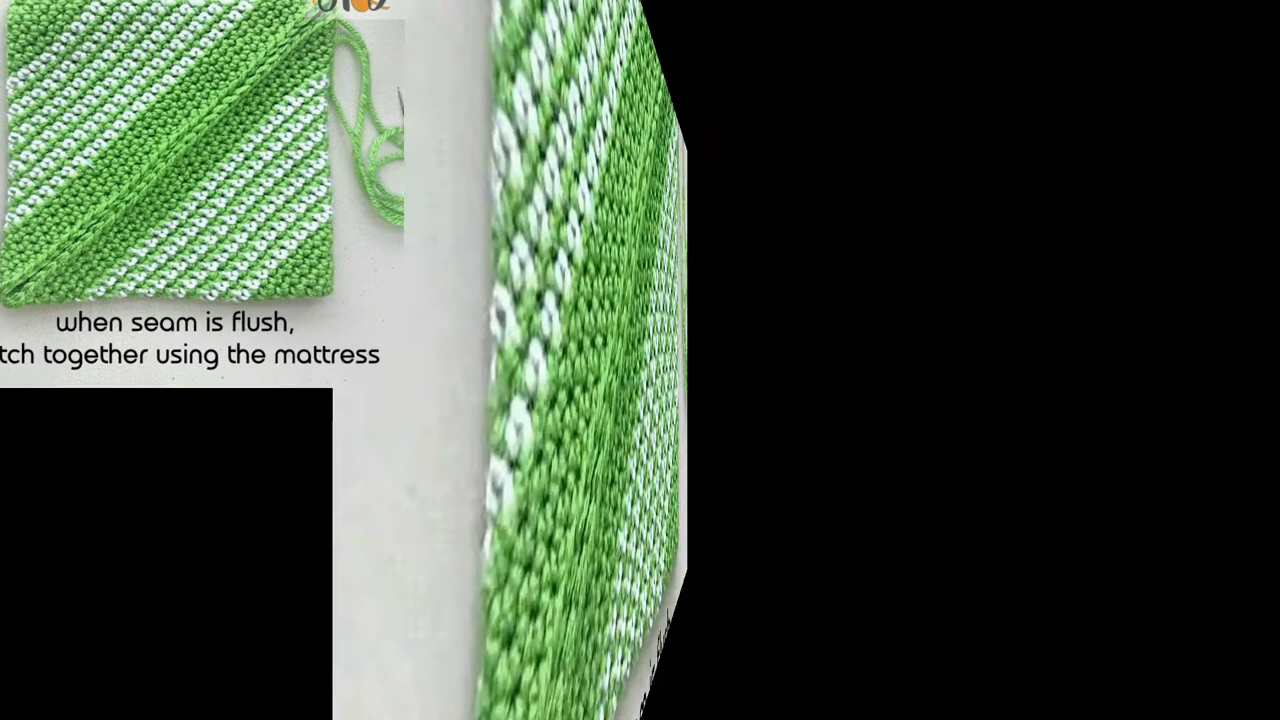 when seam is flush,
tch together using the mattress